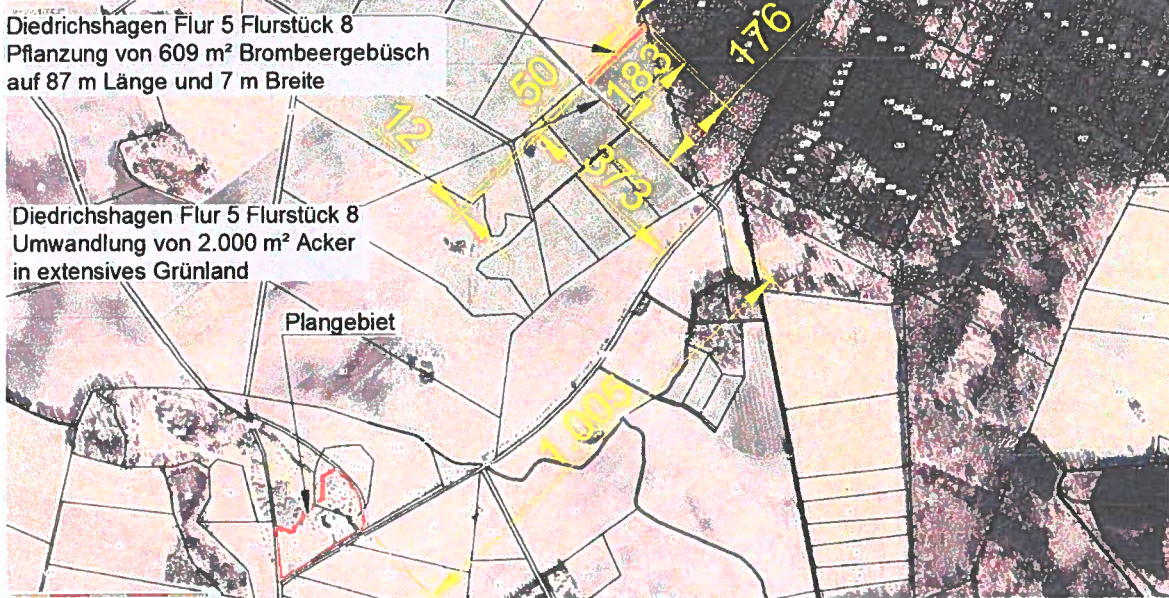 Diedrichshagen Flur 5 Flurstück 8
Pflanzung von 609 m² Brombeergebüsch
auf 87 m Länge und 7 m Breite
176
183
50
12
373
Diedrichshagen Flur 5 Flurstück 8
Umwandlung von 2.000 m² Acker
in extensives Grünland
Plangebiet
1.005